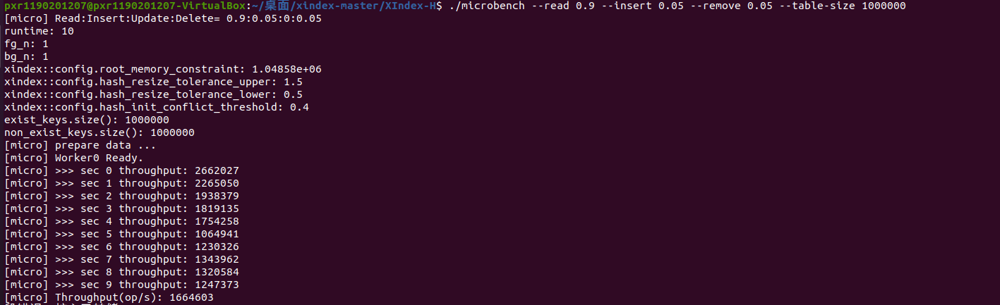 pxr1190201207@pxr1190201207-VirtualBox:~/桌面/xindex-master/XIndex-H$ ./microbench --read 0.9 --insert 0.05 --remove 0.05 --table-size 1000000
[micro] Read:Insert:Update:Delete= 0.9:0.05:0:0.05
runtime: 10
fg_n: 1
bg_n: 1
xindex::config.root_memory_constraint: 1.04858e+06
xindex::config.hash_resize_tolerance_upper: 1.5
xindex::config.hash_resize_tolerance_lower: 0.5
xindex::config.hash_init_conflict_threshold: 0.4
exist_keys.size(): 1000000
non_exist_keys.size(): 1000000
[micro] prepare data ...
[micro] Worker0 Ready.
[micro] >>> sec 0 throughput: 2662027
[micro] >>> sec 1 throughput: 2265050
[micro] >>> sec 2 throughput: 1938379
[micro] >>> sec 3 throughput: 1819135
[micro] >>> sec 4 throughput: 1754258
[micro] >>> sec 5 throughput: 1064941
[micro] >>> sec 6 throughput: 1230326
[micro] >>> sec 7 throughput: 1343962
[micro] >>> sec 8 throughput: 1320584
[micro] >>> sec 9 throughput: 1247373
[micro] Throughput(op/s): 1664603